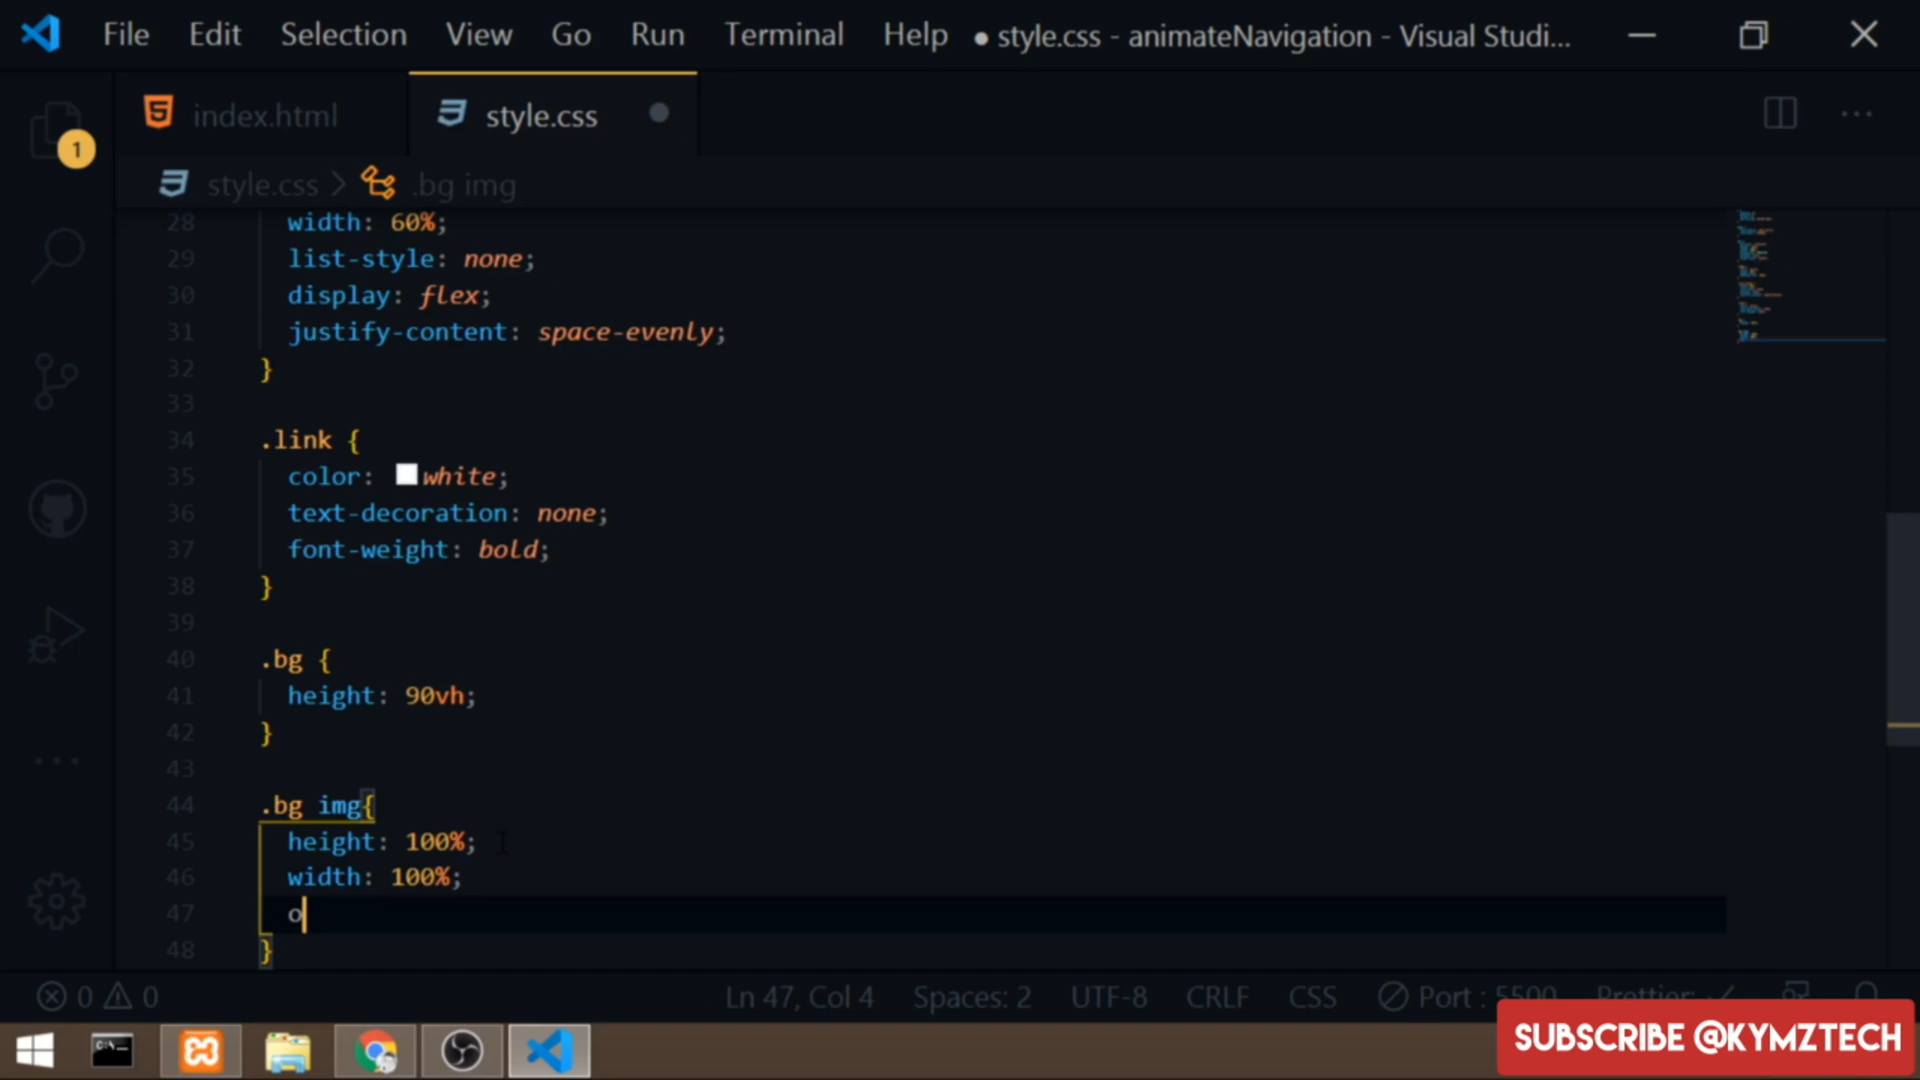 File Edit Selection View Go Run Terminal Help ● style.css - animateNavigation - Visual Studi...
index.html style.css
1
style.css > .bg img
28 width: 60%;
29 list-style: none;
30 display: flex;
31 justify-content: space-evenly;
32 }
33
34 .link {
35 color: white;
36 text-decoration: none;
37 font-weight: bold;
38 }
39
40 .bg {
41 height: 90vh;
42 }
43
44 .bg img{
45 height: 100%;
46 width: 100%;
47 o
48 }
0 0 Ln 47, Col 4 Spaces: 2 UTF-8 CRLF CSS Port : 5500 Prettier: ✓
SUBSCRIBE @KYMZTECH